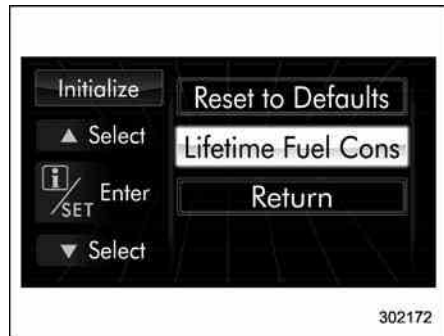 Initialize
Reset to Defaults
▲ Select
Lifetime Fuel Cons
i/SET Enter
Return
▼ Select
302172